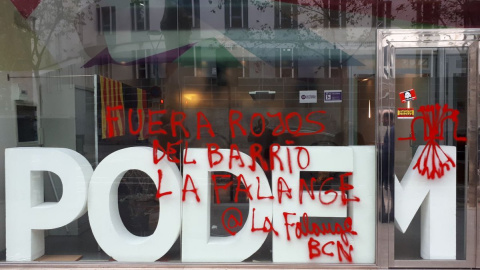 FUERA ROJOS
DEL BARRIO
LA FALANGE
@ La Falange
BCN
PODEM